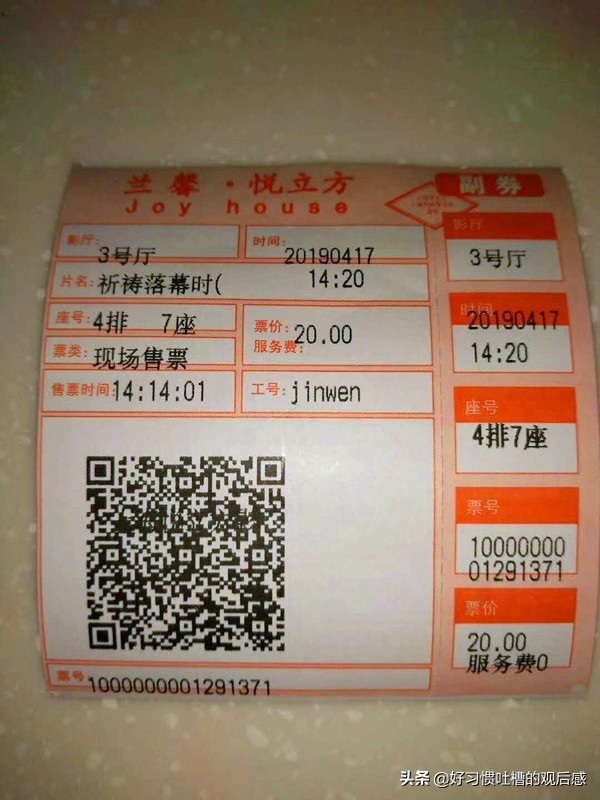 兰馨·悦立方
Joy house
副券
影厅: 3号厅
时间: 20190417
14:20
片名: 祈祷落幕时(
座号: 4排 7座
票价: 20.00
服务费:
票类: 现场售票
售票时间: 14:14:01
工号: jinwen
票号 1000000001291371
影厅
3号厅
时间
20190417
14:20
座号
4排7座
票号
10000000
01291371
票价
20.00
服务费0
头条 @好习惯吐槽的观后感